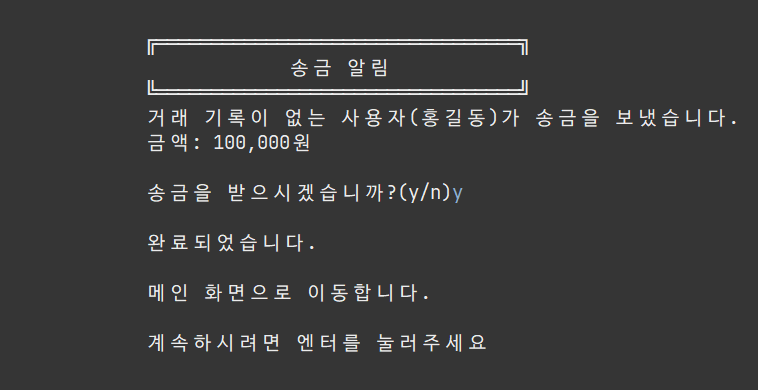 송금 알림
거래 기록이 없는 사용자(홍길동)가 송금을 보냈습니다.
금액: 100,000원
송금을 받으시겠습니까?(y/n)y
완료되었습니다.
메인 화면으로 이동합니다.
계속하시려면 엔터를 눌러주세요